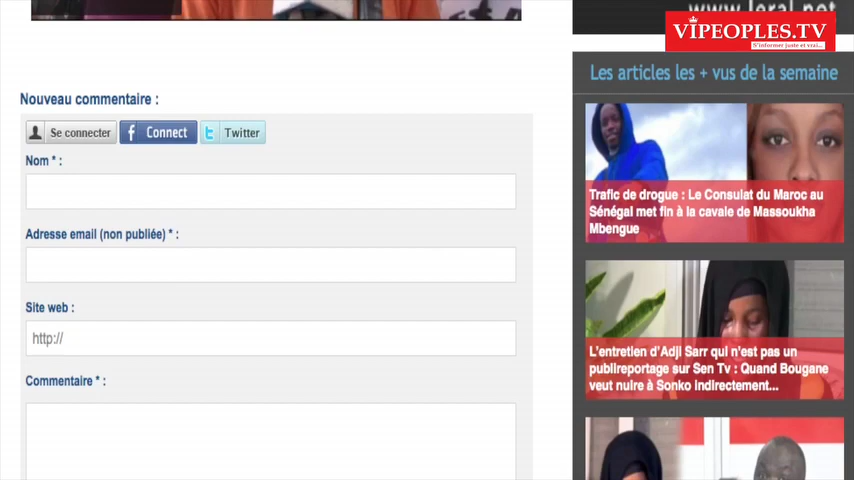 www.leral.net
VIPEOPLES.TV
S'informer juste et vrai...
Les articles les + vus de la semaine
Nouveau commentaire :
Se connecter
f Connect
t Twitter
Nom * :
Adresse email (non publiée) * :
Site web :
http://
Commentaire * :
Trafic de drogue : Le Consulat du Maroc au
Sénégal met fin à la cavale de Massoukha
Mbengue
L'entretien d'Adji Sarr qui n'est pas un
publireportage sur Sen Tv : Quand Bougane
veut nuire à Sonko indirectement...